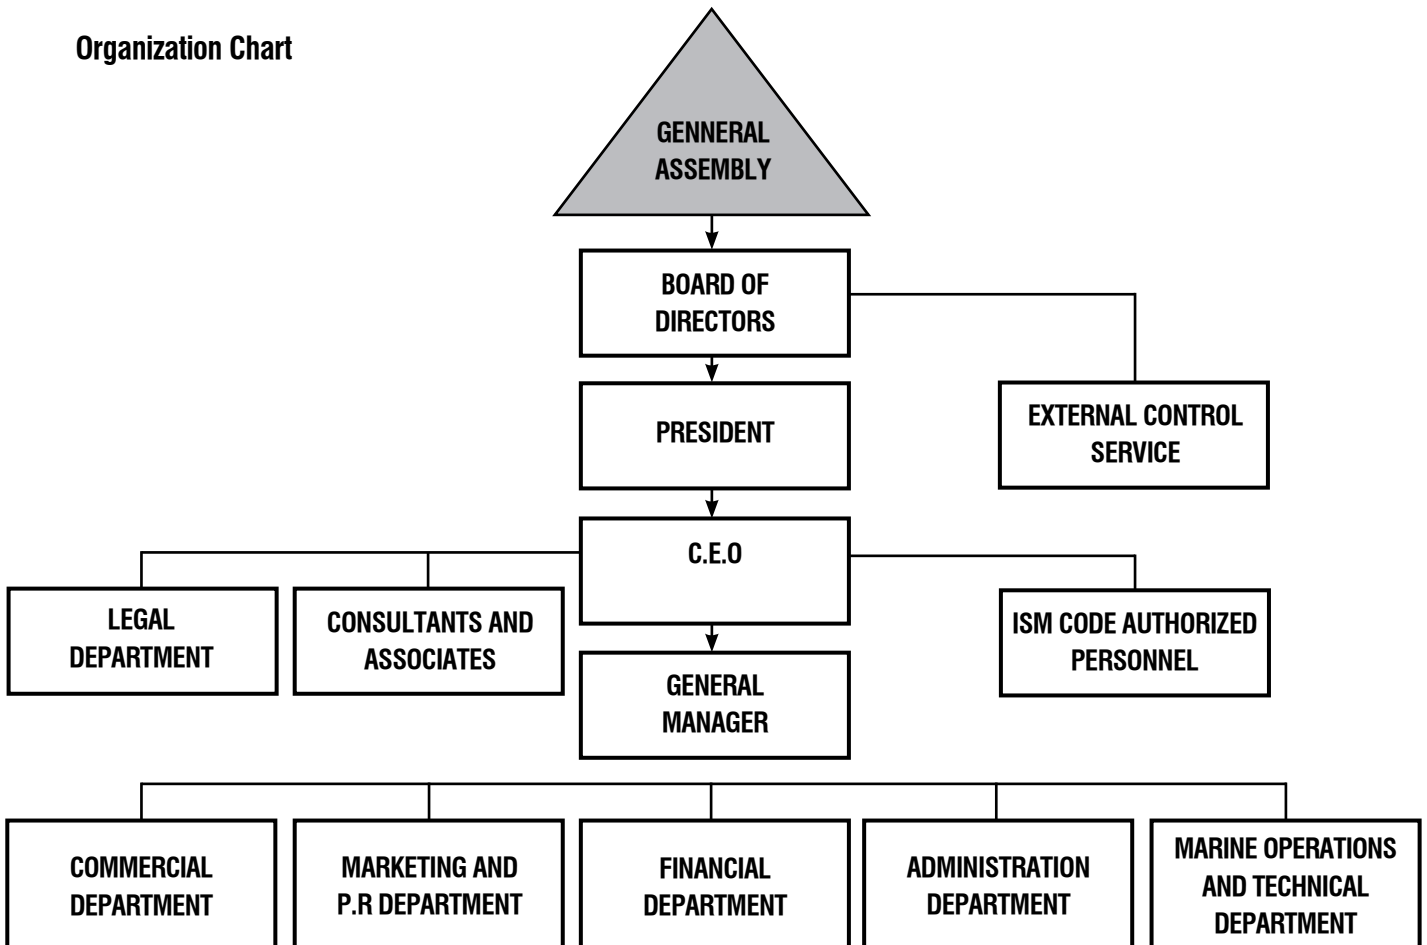 Organization Chart
GENNERAL
ASSEMBLY
BOARD OF
DIRECTORS
PRESIDENT
EXTERNAL CONTROL
SERVICE
C.E.O
LEGAL
DEPARTMENT
CONSULTANTS AND
ASSOCIATES
ISM CODE AUTHORIZED
PERSONNEL
GENERAL
MANAGER
COMMERCIAL
DEPARTMENT
MARKETING AND
P.R DEPARTMENT
FINANCIAL
DEPARTMENT
ADMINISTRATION
DEPARTMENT
MARINE OPERATIONS
AND TECHNICAL
DEPARTMENT